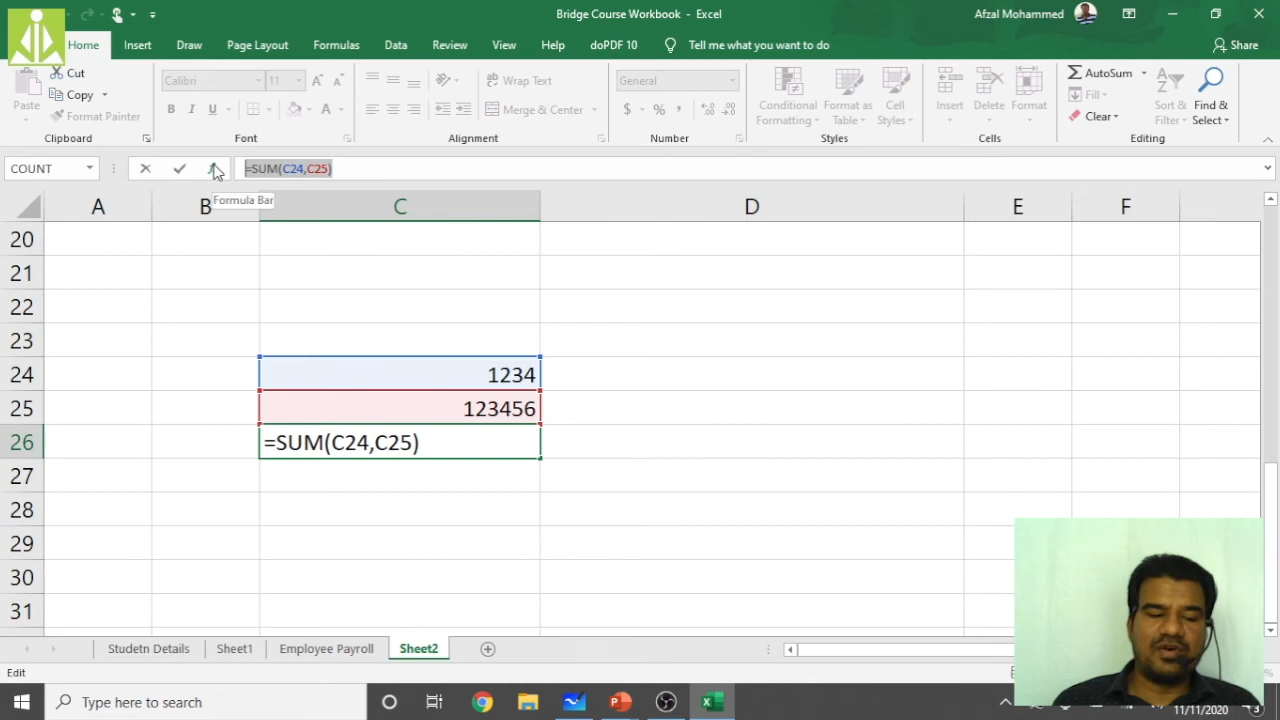 Bridge Course Workbook - Excel
Afzal Mohammed
Home Insert Draw Page Layout Formulas Data Review View Help doPDF 10 Tell me what you want to do Share
Cut
Copy
Format Painter
Paste
Clipboard
Calibri 11
B I U
Font
Wrap Text
Merge & Center
Alignment
General
$ % ,
Number
Conditional Formatting
Format as Table
Cell Styles
Styles
Insert Delete Format
Cells
AutoSum
Fill
Clear
Sort & Filter
Find & Select
Editing
COUNT
=SUM(C24,C25)
Formula Bar
A B C D E F
20
21
22
23
24 1234
25 123456
26 =SUM(C24,C25)
27
28
29
30
31
Studetn Details Sheet1 Employee Payroll Sheet2
Edit
Type here to search
11/11/2020